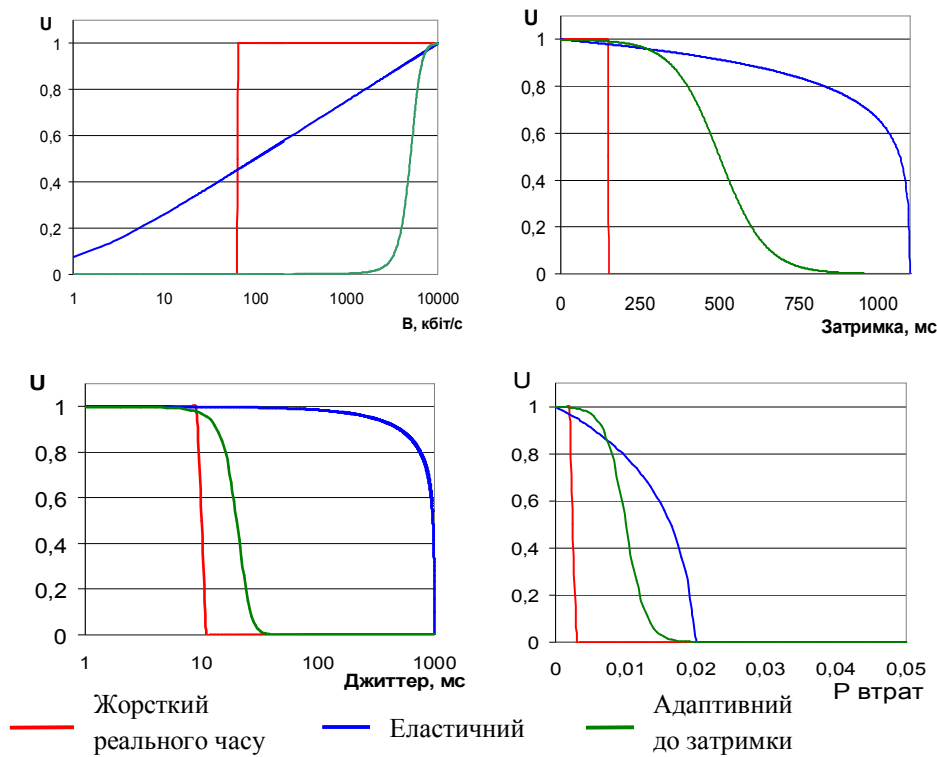 U
1
0,8
0,6
0,4
0,2
0
1 10 100 1000 10000
В, кбіт/с
U
1
0,8
0,6
0,4
0,2
0
0 250 500 750 1000
Затримка, мс
U
1
0,8
0,6
0,4
0,2
0
1 10 100 1000
Джиттер, мс
U
1
0,8
0,6
0,4
0,2
0
0 0,01 0,02 0,03 0,04 0,05
Р втрат
Жорсткий
реального часу
Еластичний
Адаптивний
до затримки